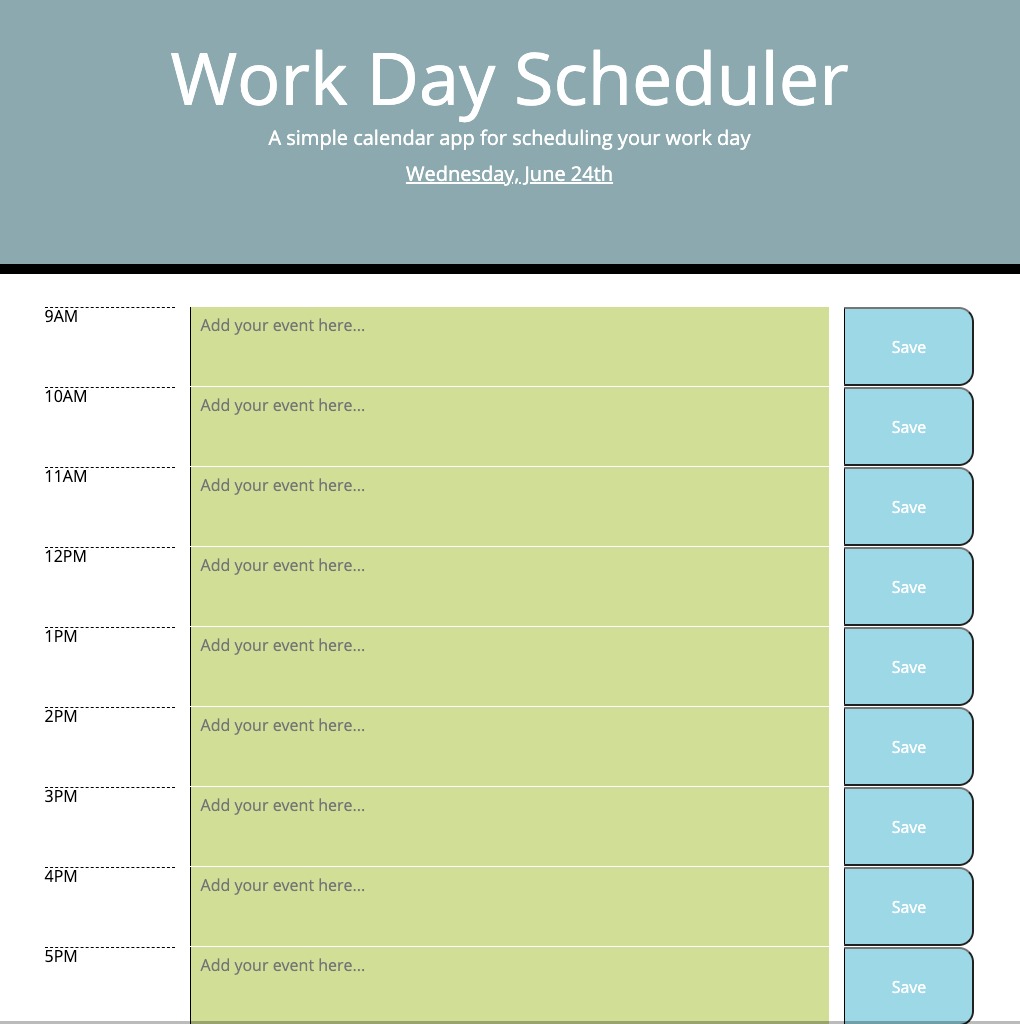 Work Day Scheduler
A simple calendar app for scheduling your work day
Wednesday, June 24th
9AM
Add your event here...
Save
10AM
Add your event here...
Save
11AM
Add your event here...
Save
12PM
Add your event here...
Save
1PM
Add your event here...
Save
2PM
Add your event here...
Save
3PM
Add your event here...
Save
4PM
Add your event here...
Save
5PM
Add your event here...
Save